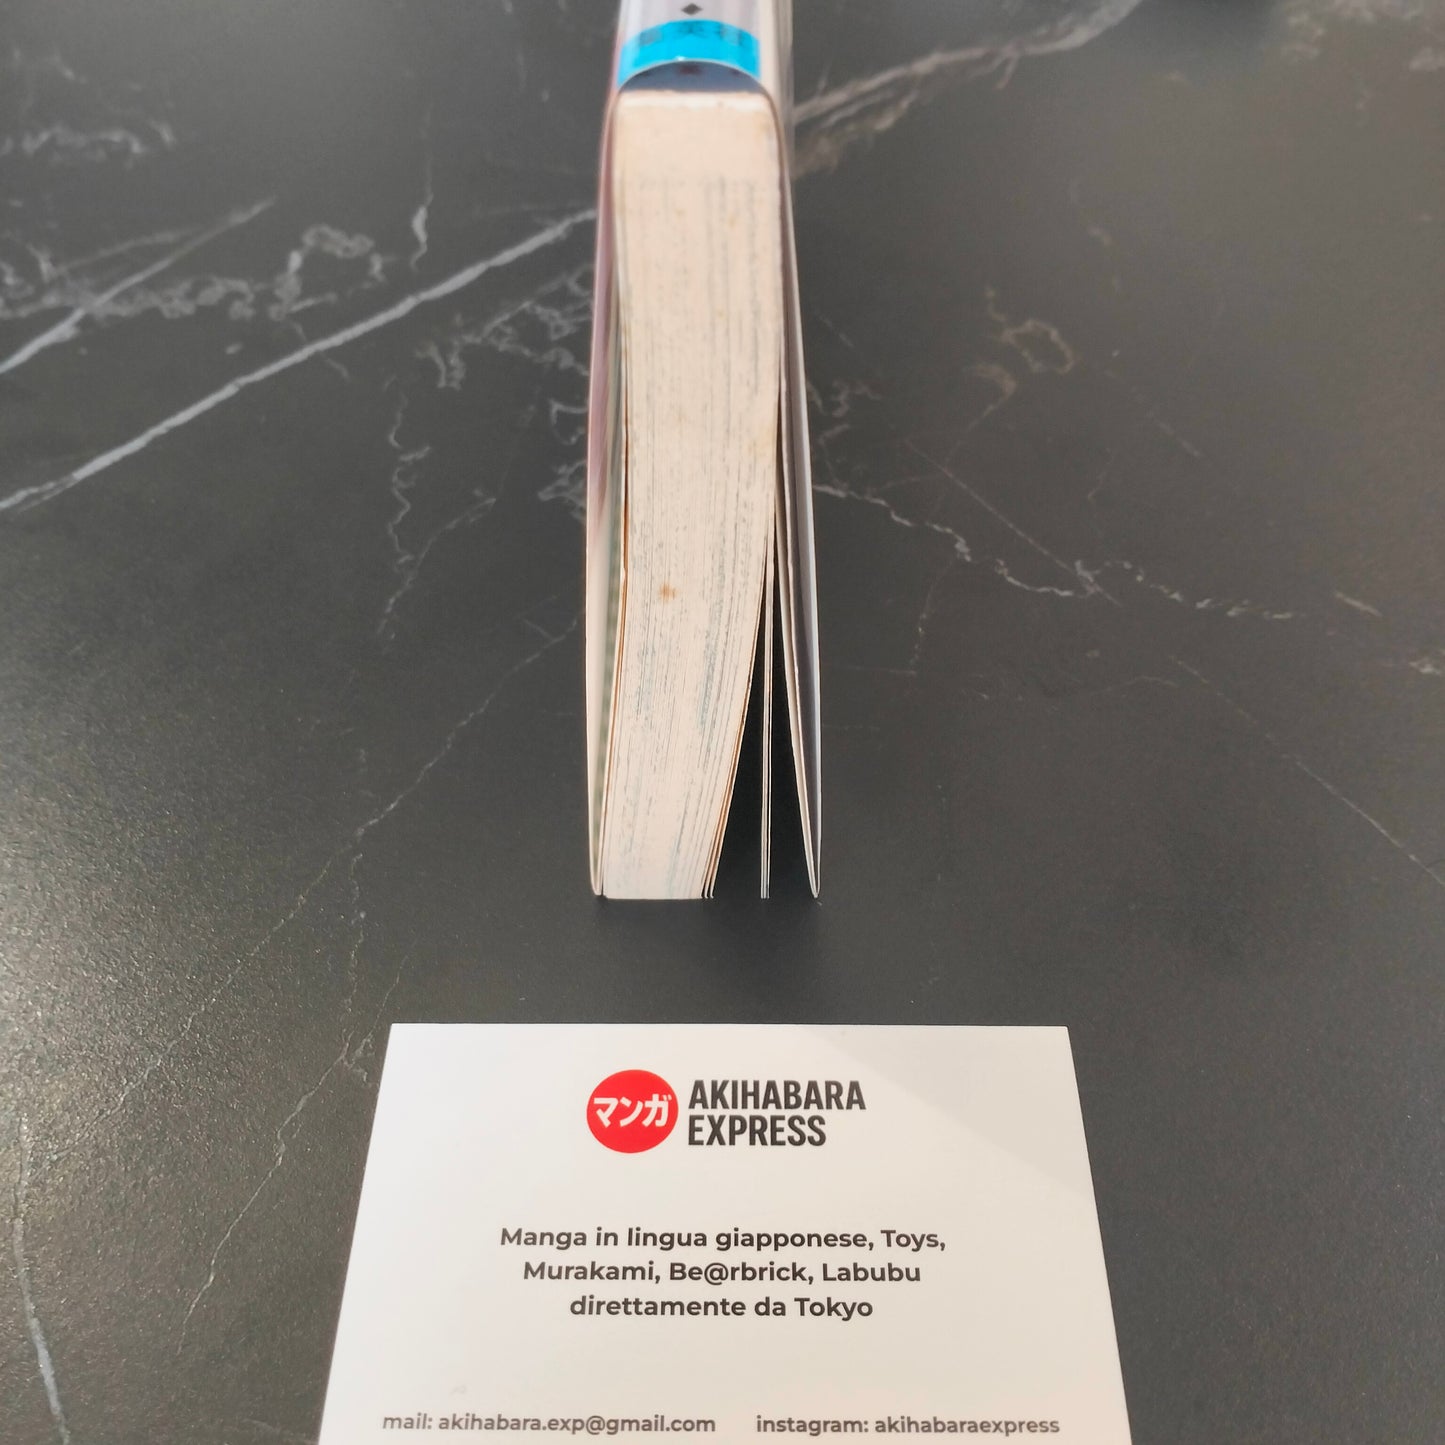 マンガ
AKIHABARA
EXPRESS
Manga in lingua giapponese, Toys,
Murakami, Be@rbrick, Labubu
direttamente da Tokyo
mail: akihabara.exp@gmail.com
instagram: akihabaraexpress